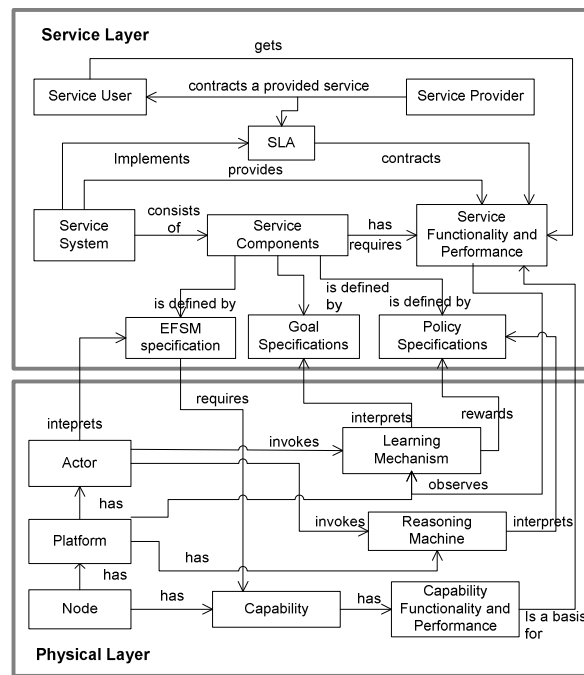 Service Layer
gets
contracts a provided service
Service User
Service Provider
SLA
Implements
contracts
provides
Service
System
consists
of
Service
Components
has
requires
Service
Functionality and
Performance
is defined by
is defined
by
is defined by
EFSM
specification
Goal
Specifications
Policy
Specifications
requires
interprets
rewards
inteprets
Actor
invokes
Learning
Mechanism
has
has
observes
Platform
invokes
Reasoning
Machine
interprets
has
has
Node
has
Capability
has
Capability
Functionality and
Performance
Is a basis
for
Physical Layer